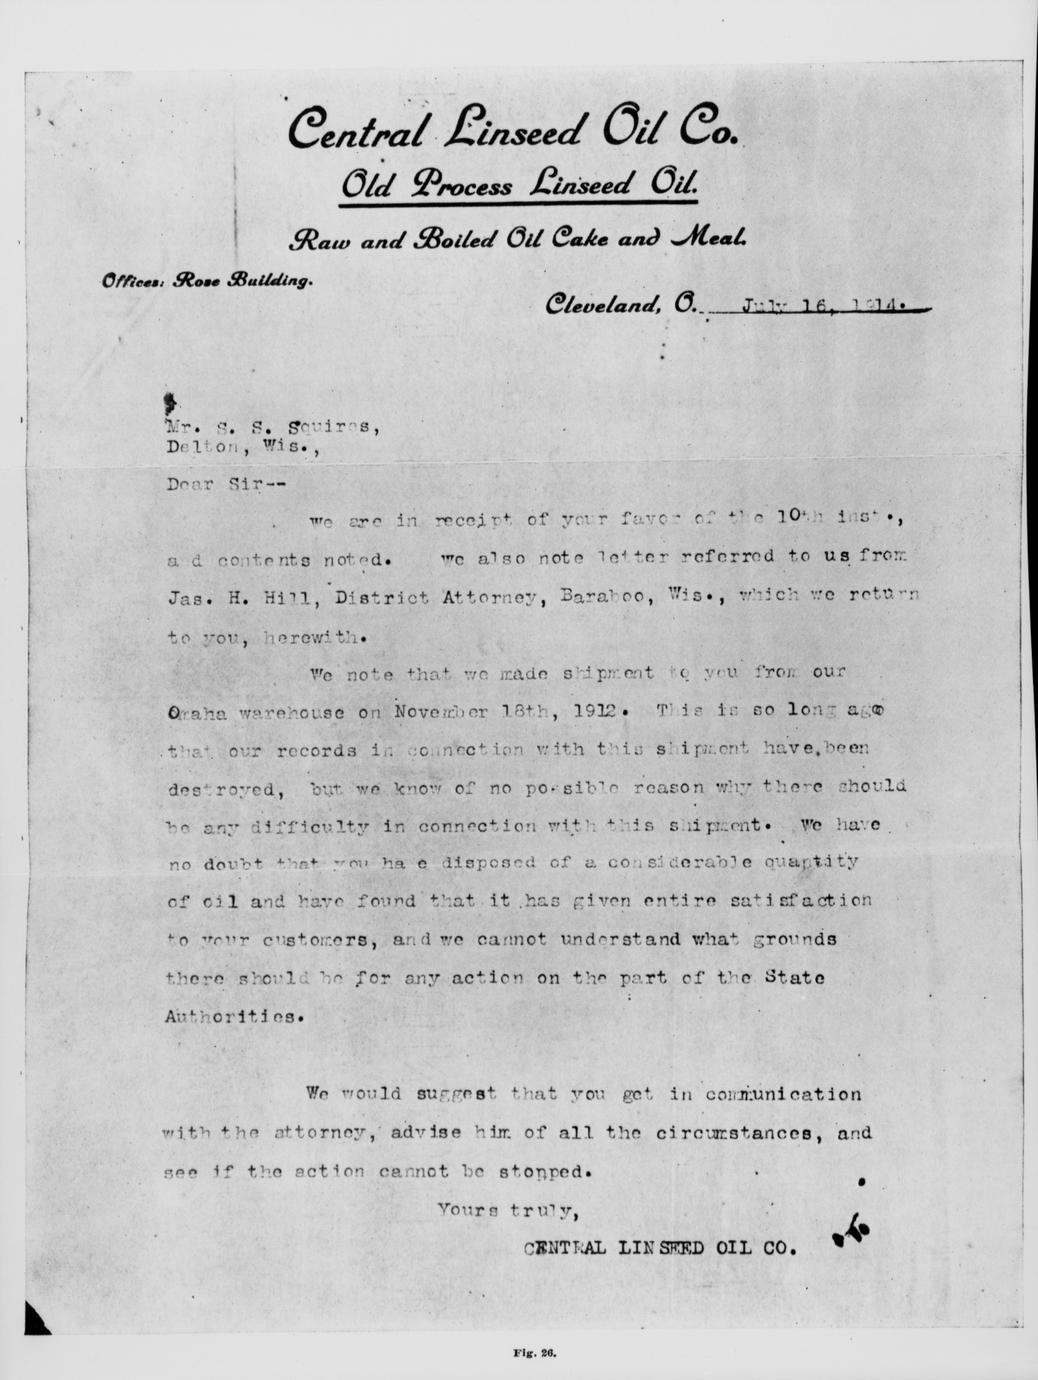 Central Linseed Oil Co.
Old Process Linseed Oil.
Raw and Boiled Oil Cake and Meal.
Offices: Rose Building.
Cleveland, O. July 16, 1914.
Mr. S. S. Squires,
Delton, Wis.,
Dear Sir--
We are in receipt of your favor of the 10th inst.,
a d contents noted. We also note letter referred to us from
Jas. H. Hill, District Attorney, Baraboo, Wis., which we return
to you, herewith.
We note that we made shipment to you from our
Omaha warehouse on November 18th, 1912. This is so long ago
that our records in connection with this shipment have been
destroyed, but we know of no possible reason why there should
be any difficulty in connection with this shipment. We have
no doubt that you ha e disposed of a considerable quantity
of oil and have found that it has given entire satisfaction
to your customers, and we cannot understand what grounds
there should be for any action on the part of the State
Authorities.
We would suggest that you get in communication
with the attorney, advise him of all the circumstances, and
see if the action cannot be stopped.
Yours truly,
CENTRAL LINSEED OIL CO.
Fig. 26.